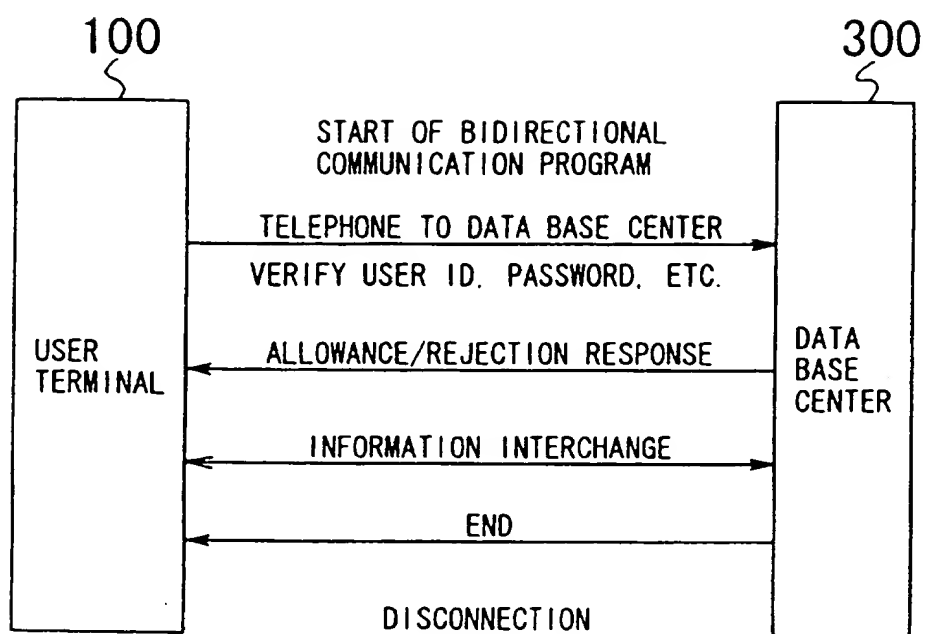 100
300
START OF BIDIRECTIONAL
COMMUNICATION PROGRAM
TELEPHONE TO DATA BASE CENTER
VERIFY USER ID. PASSWORD. ETC.
USER
TERMINAL
ALLOWANCE/REJECTION RESPONSE
DATA
BASE
CENTER
INFORMATION INTERCHANGE
END
DISCONNECTION